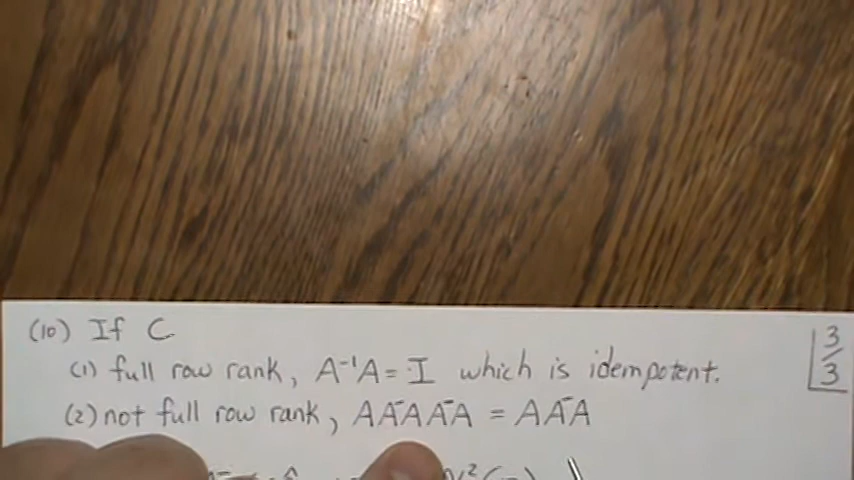 (10) If C
3/3
(1) full row rank, A⁻¹A = I which is idempotent.
(2) not full row rank, AA⁻AA⁻A = AA⁻A